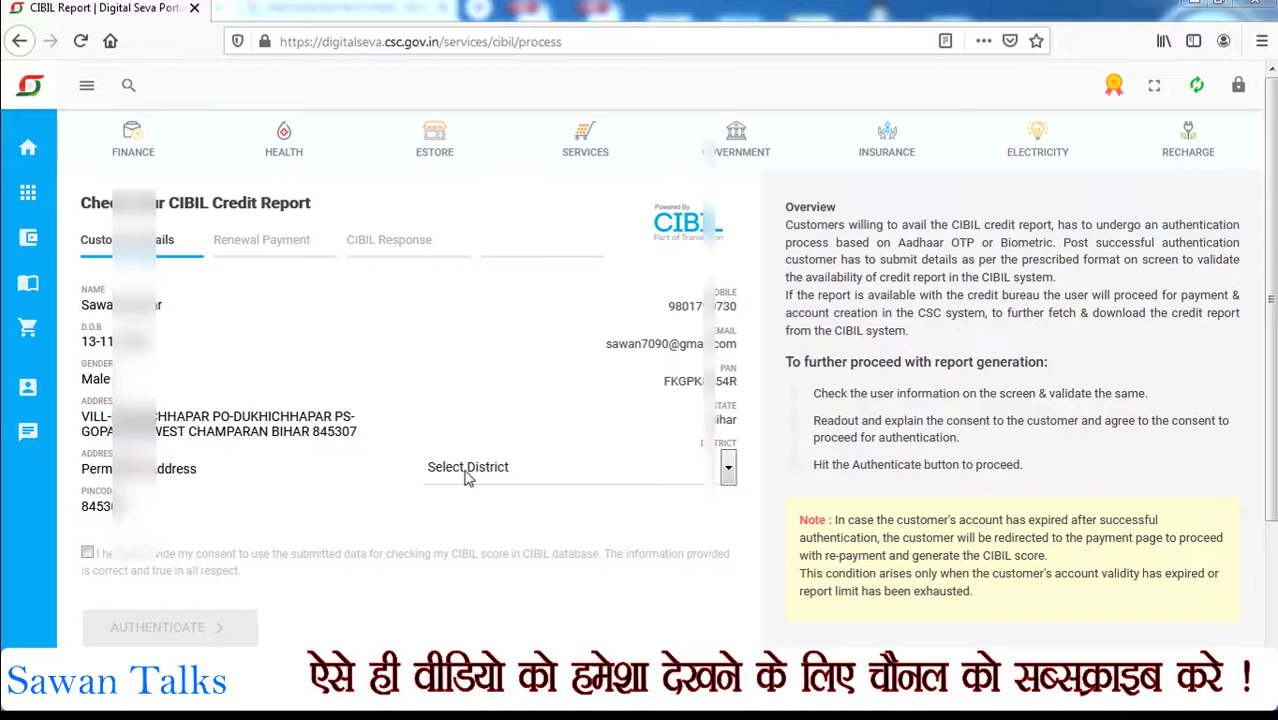 CIBIL Report | Digital Seva Port
https://digitalseva.csc.gov.in/services/cibil/process
FINANCE HEALTH ESTORE SERVICES INSURANCE ELECTRICITY RECHARGE
CIBIL Credit Report
Powered By
CIBIL
Part of
Renewal Payment CIBIL Response
NAME
D.O.B
GENDER
Male
PO-DUKHICHHAPAR PS-
WEST CHAMPARAN BIHAR 845307
Address
PINCODE
Select District
my consent to use the submitted data for checking my CIBIL score in CIBIL database. The information provided
is correct and true in all respect.
AUTHENTICATE
Overview
Customers willing to avail the CIBIL credit report, has to undergo an authentication
process based on Aadhaar OTP or Biometric. Post successful authentication
customer has to submit details as per the prescribed format on screen to validate
the availability of credit report in the CIBIL system.
If the report is available with the credit bureau the user will proceed for payment &
account creation in the CSC system, to further fetch & download the credit report
from the CIBIL system.
To further proceed with report generation:
Check the user information on the screen & validate the same.
Readout and explain the consent to the customer and agree to the consent to
proceed for authentication.
Hit the Authenticate button to proceed.
Note : In case the customer's account has expired after successful
authentication, the customer will be redirected to the payment page to proceed
with re-payment and generate the CIBIL score.
This condition arises only when the customer's account validity has expired or
report limit has been exhausted.
Sawan Talks ऐसे ही वीडियो को हमेशा देखने के लिए चौनल को सब्सक्राइब करे !